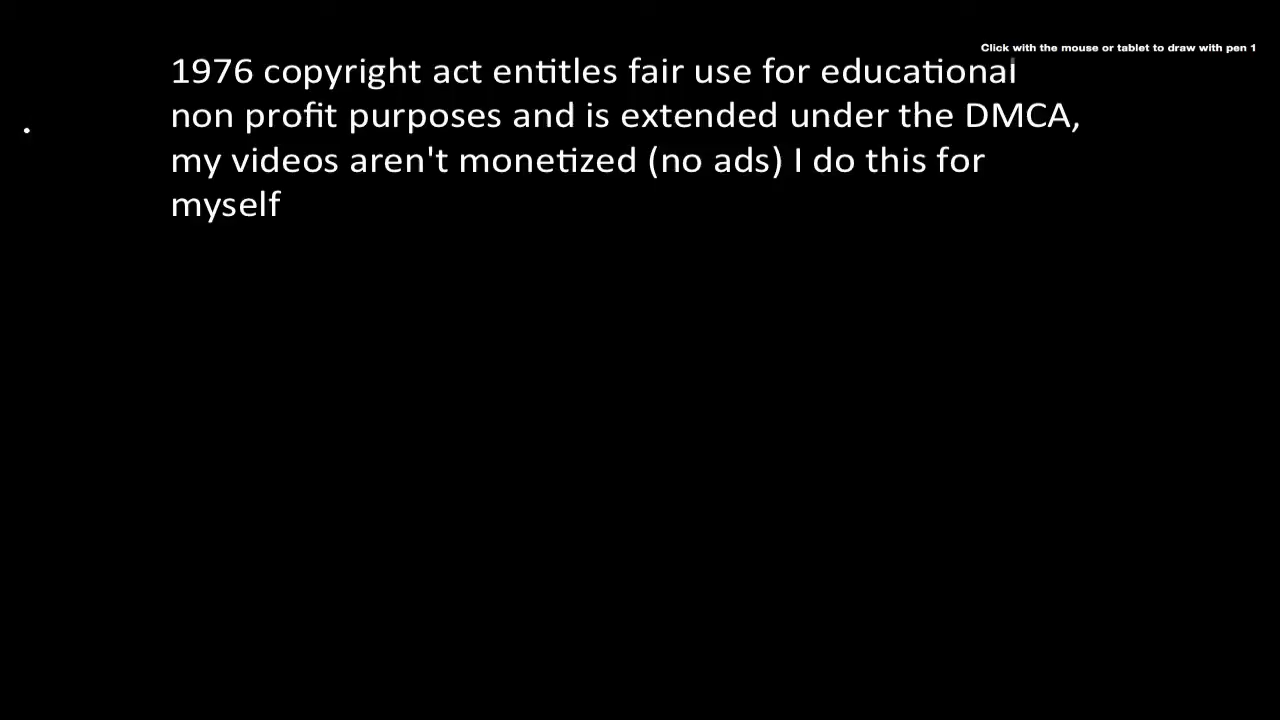 Click with the mouse or tablet to draw with pen 1
1976 copyright act entitles fair use for educational
non profit purposes and is extended under the DMCA,
my videos aren't monetized (no ads) I do this for
myself